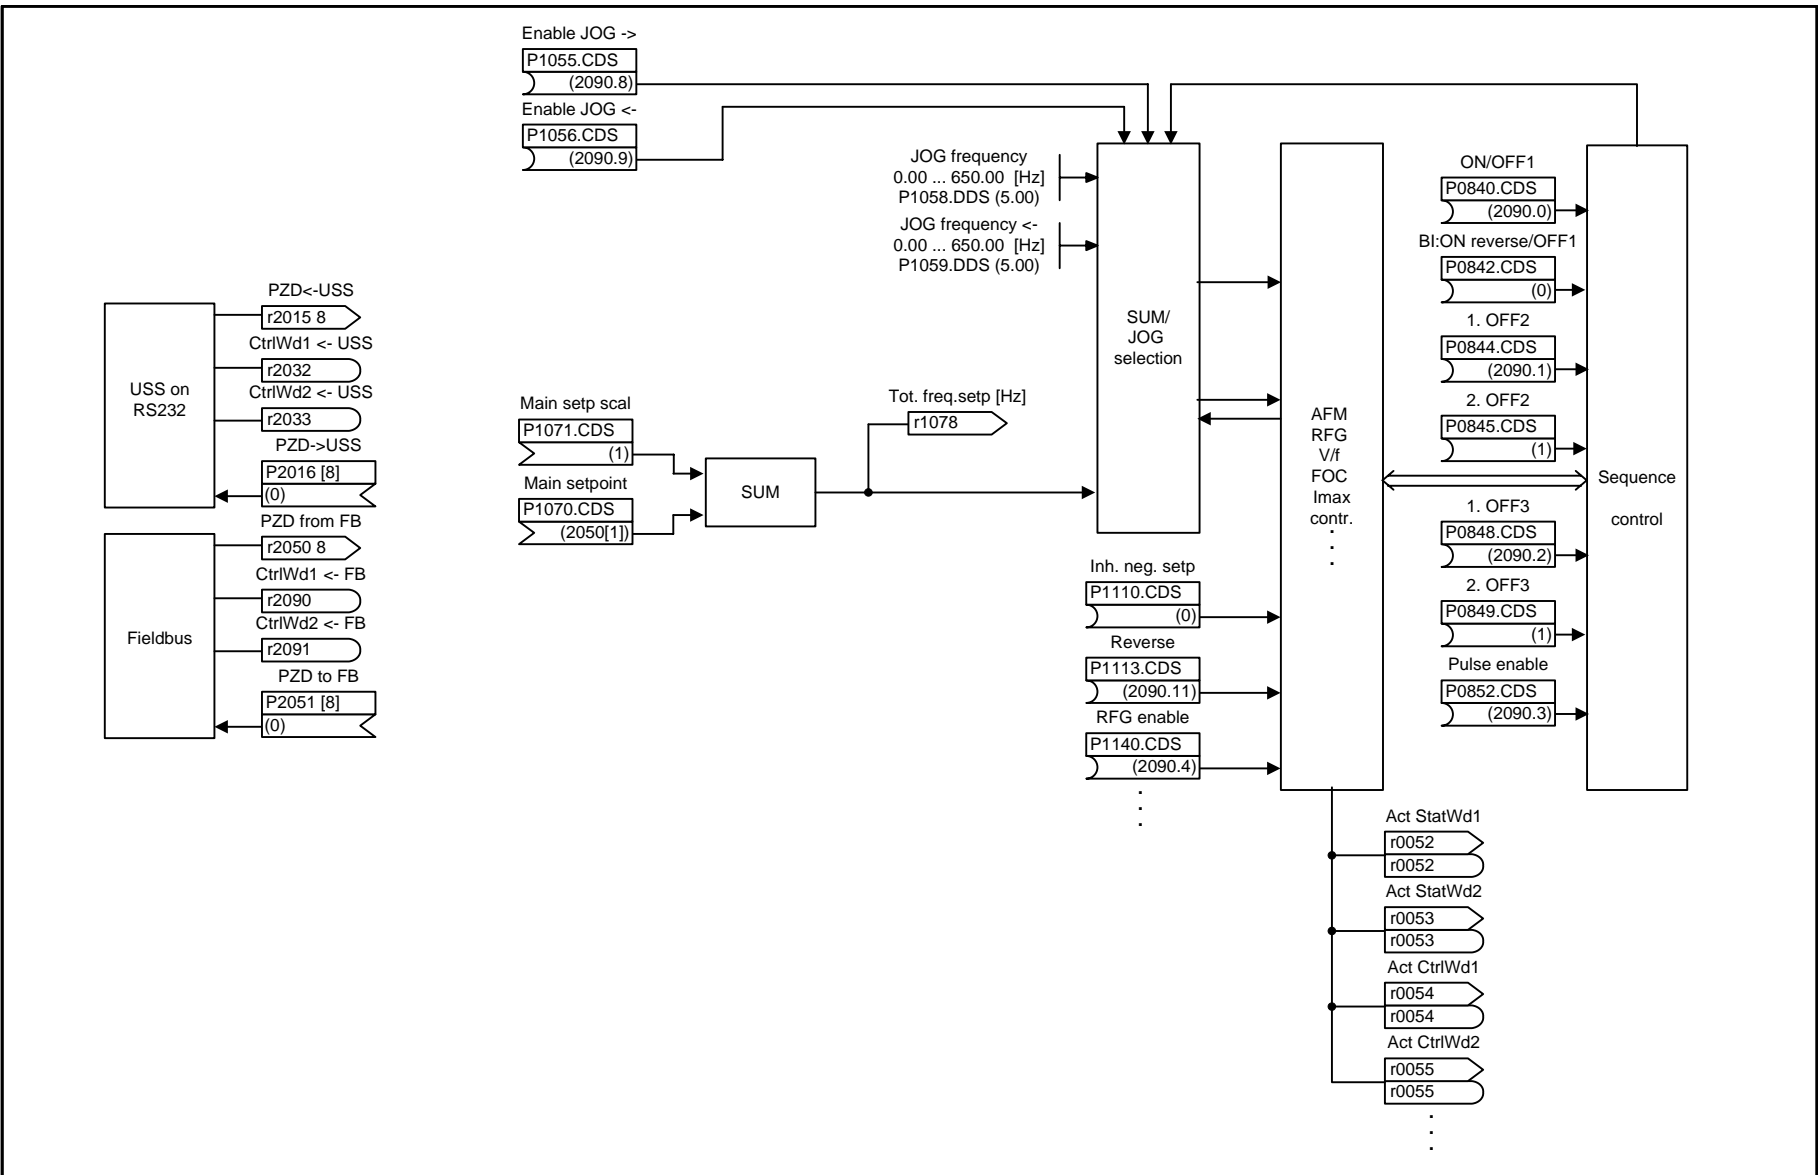 Enable JOG ->
P1055.CDS
(2090.8)
Enable JOG <-
P1056.CDS
(2090.9)
JOG frequency
0.00 ... 650.00 [Hz]
P1058.DDS (5.00)
JOG frequency <-
0.00 ... 650.00 [Hz]
P1059.DDS (5.00)
PZD<-USS
r2015 8
CtrlWd1 <- USS
r2032
CtrlWd2 <- USS
r2033
PZD->USS
P2016 [8]
(0)
USS on
RS232
PZD from FB
r2050 8
CtrlWd1 <- FB
r2090
CtrlWd2 <- FB
r2091
PZD to FB
P2051 [8]
(0)
Fieldbus
Main setp scal
P1071.CDS
(1)
Main setpoint
P1070.CDS
(2050[1])
SUM
Tot. freq.setp [Hz]
r1078
SUM/
JOG
selection
Inh. neg. setp
P1110.CDS
(0)
Reverse
P1113.CDS
(2090.11)
RFG enable
P1140.CDS
(2090.4)
.
.
.
AFM
RFG
V/f
FOC
Imax
contr.
.
.
.
ON/OFF1
P0840.CDS
(2090.0)
BI:ON reverse/OFF1
P0842.CDS
(0)
1. OFF2
P0844.CDS
(2090.1)
2. OFF2
P0845.CDS
(1)
1. OFF3
P0848.CDS
(2090.2)
2. OFF3
P0849.CDS
(1)
Pulse enable
P0852.CDS
(2090.3)
Sequence
control
Act StatWd1
r0052
r0052
Act StatWd2
r0053
r0053
Act CtrlWd1
r0054
r0054
Act CtrlWd2
r0055
r0055
.
.
.